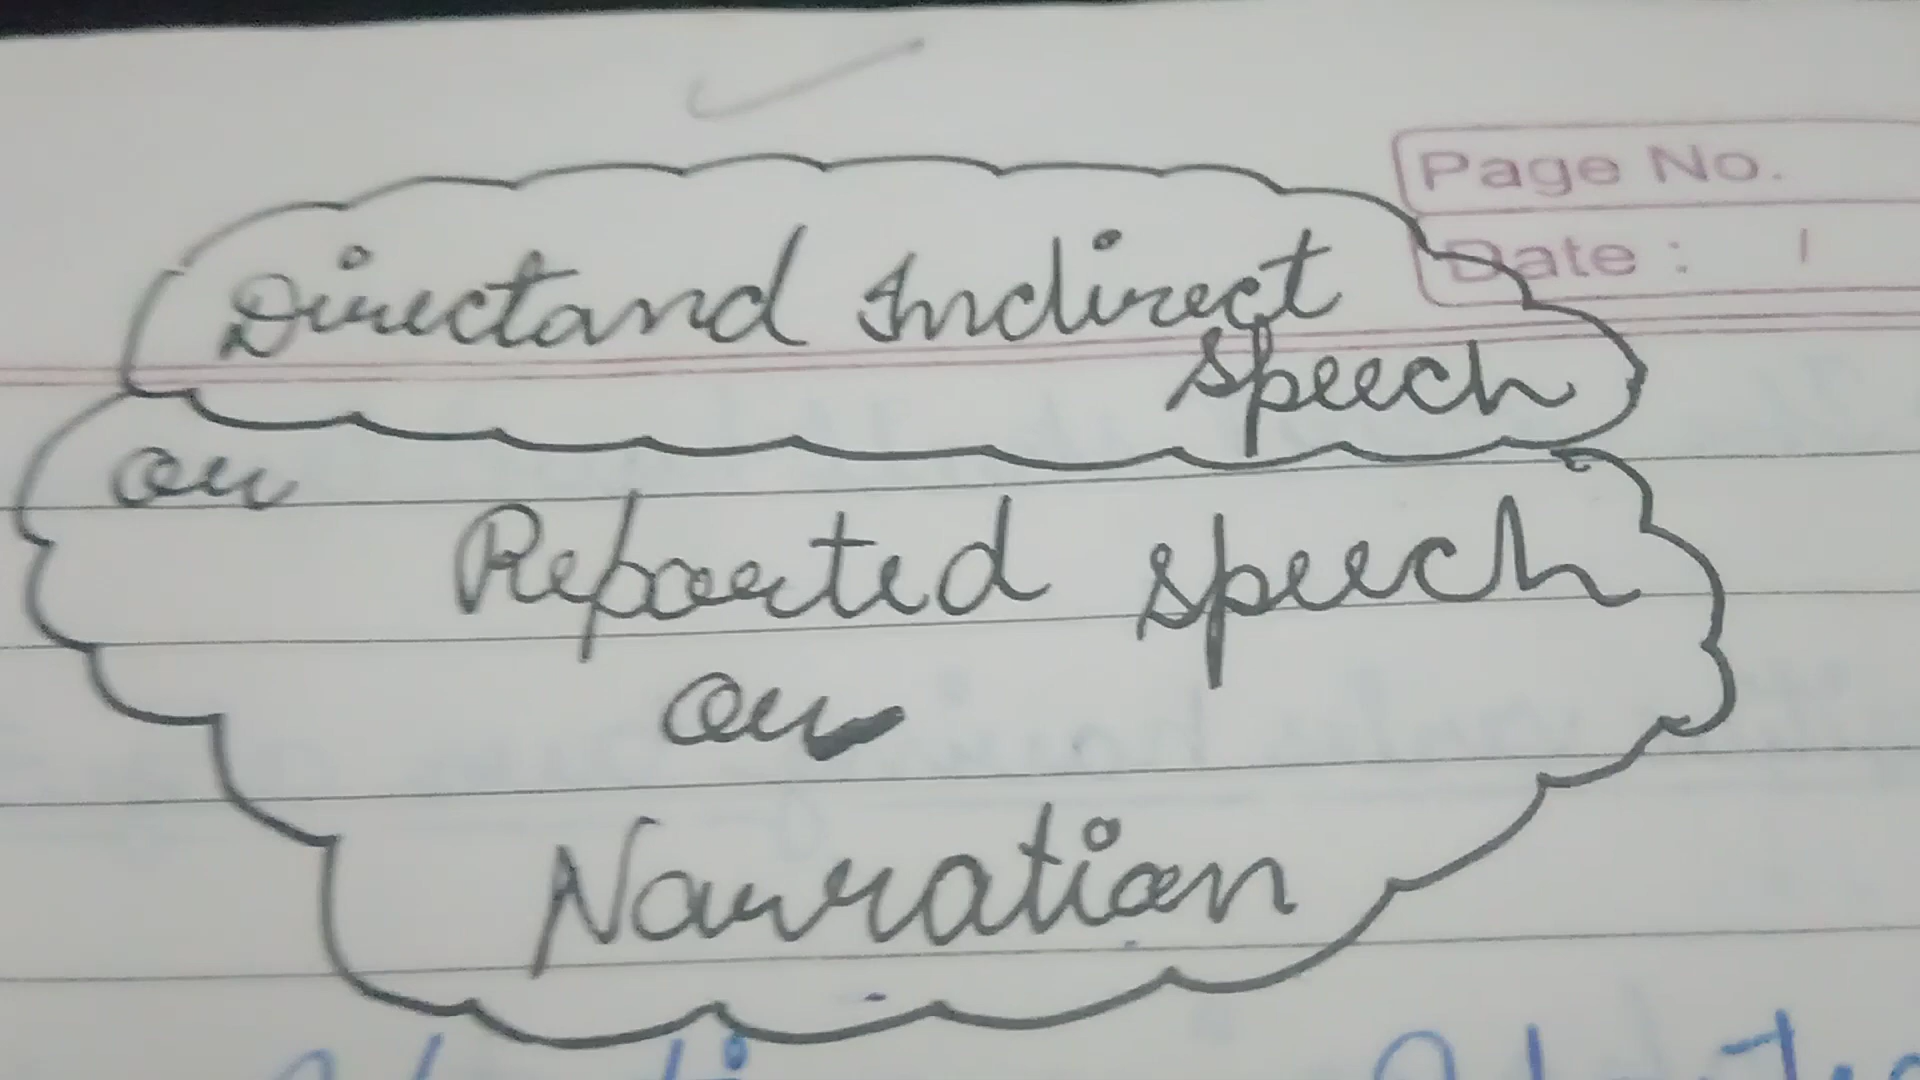 Page No.
Date :
Direct and Indirect
speech
or
Reported speech
or
Narration